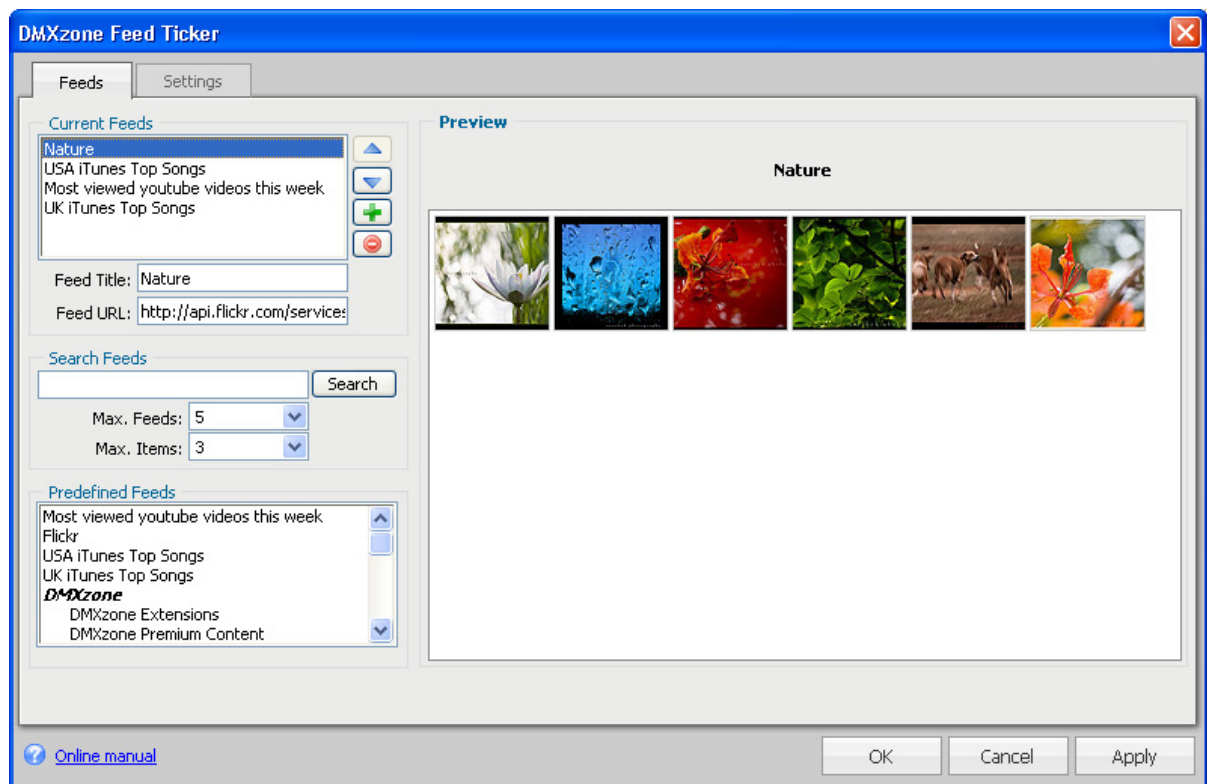 DMXzone Feed Ticker
Feeds
Settings
Current Feeds
Nature
USA iTunes Top Songs
Most viewed youtube videos this week
UK iTunes Top Songs
Feed Title: Nature
Feed URL: http://api.flickr.com/services
Search Feeds
Search
Max. Feeds: 5
Max. Items: 3
Predefined Feeds
Most viewed youtube videos this week
Flickr
USA iTunes Top Songs
UK iTunes Top Songs
DMXzone
DMXzone Extensions
DMXzone Premium Content
Preview
Nature
Online manual
OK
Cancel
Apply